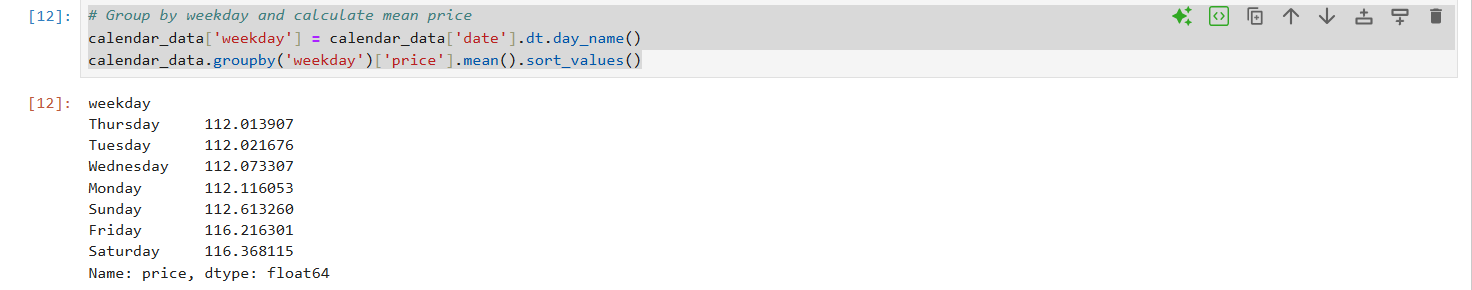 [12]: # Group by weekday and calculate mean price
calendar_data['weekday'] = calendar_data['date'].dt.day_name()
calendar_data.groupby('weekday')['price'].mean().sort_values()
[12]: weekday
Thursday     112.013907
Tuesday      112.021676
Wednesday    112.073307
Monday       112.116053
Sunday       112.613260
Friday       116.216301
Saturday     116.368115
Name: price, dtype: float64